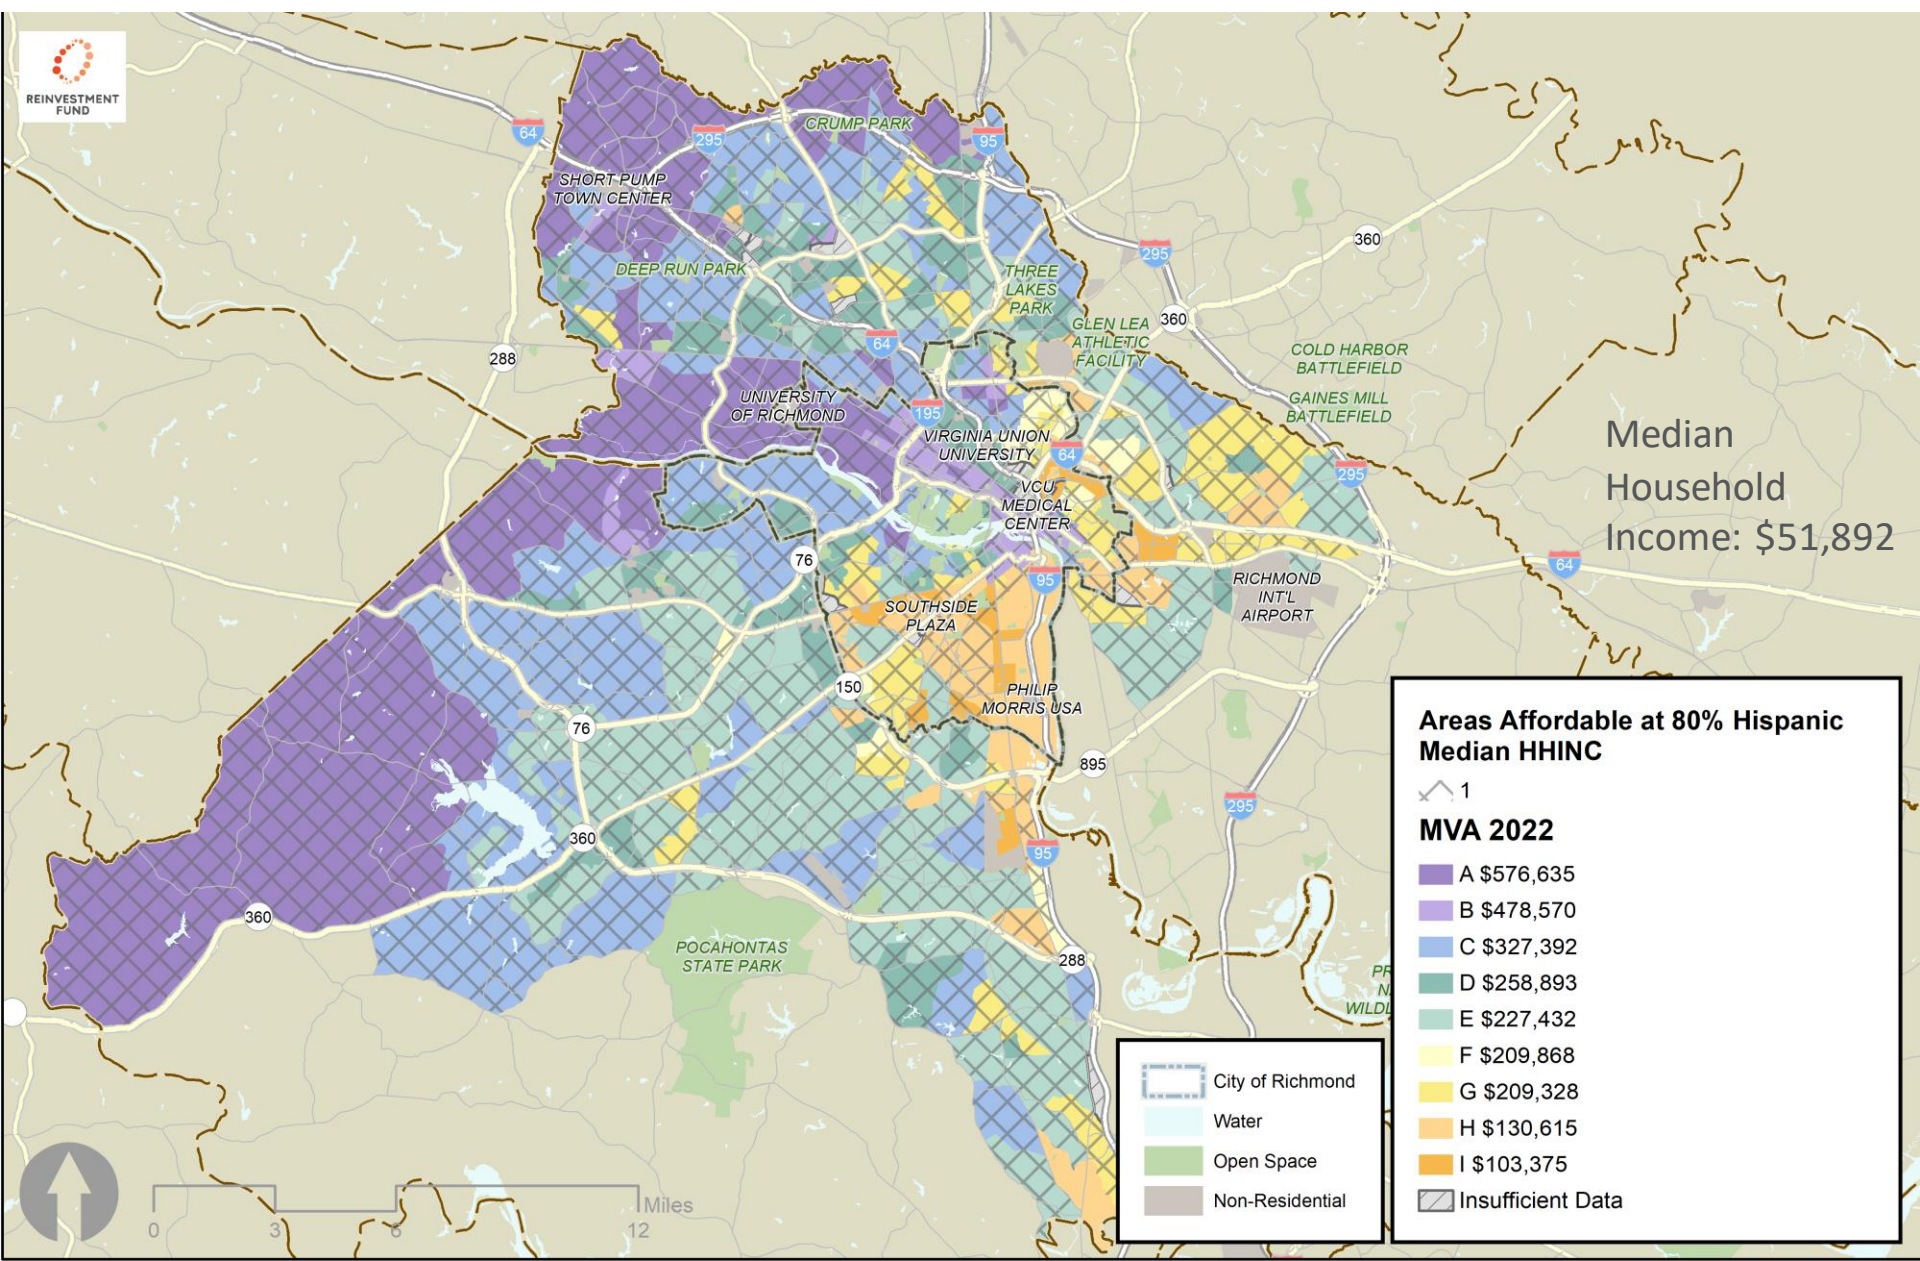 REINVESTMENT
FUND
64
295
95
CRUMP PARK
SHORT PUMP
TOWN CENTER
360
295
DEEP RUN PARK
THREE
LAKES
PARK
360
GLEN LEA
ATHLETIC
FACILITY
64
288
COLD HARBOR
BATTLEFIELD
UNIVERSITY
OF RICHMOND
195
GAINES MILL
BATTLEFIELD
VIRGINIA UNION
UNIVERSITY
64
295
Median
Household
Income: $51,892
VCU
MEDICAL
CENTER
76
95
64
RICHMOND
INT'L
AIRPORT
SOUTHSIDE
PLAZA
150
PHILIP
MORRIS USA
76
895
295
360
95
360
POCAHONTAS
STATE PARK
288
Areas Affordable at 80% Hispanic
Median HHINC
1
MVA 2022
A $576,635
B $478,570
C $327,392
D $258,893
E $227,432
F $209,868
G $209,328
H $130,615
I $103,375
Insufficient Data
City of Richmond
Water
Open Space
Non-Residential
Miles
0 3 6 12